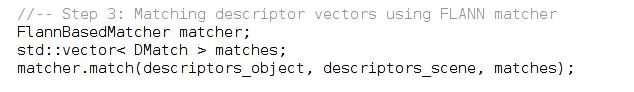 //-- Step 3: Matching descriptor vectors using FLANN matcher
FlannBasedMatcher matcher;
std::vector< DMatch > matches;
matcher.match(descriptors_object, descriptors_scene, matches);